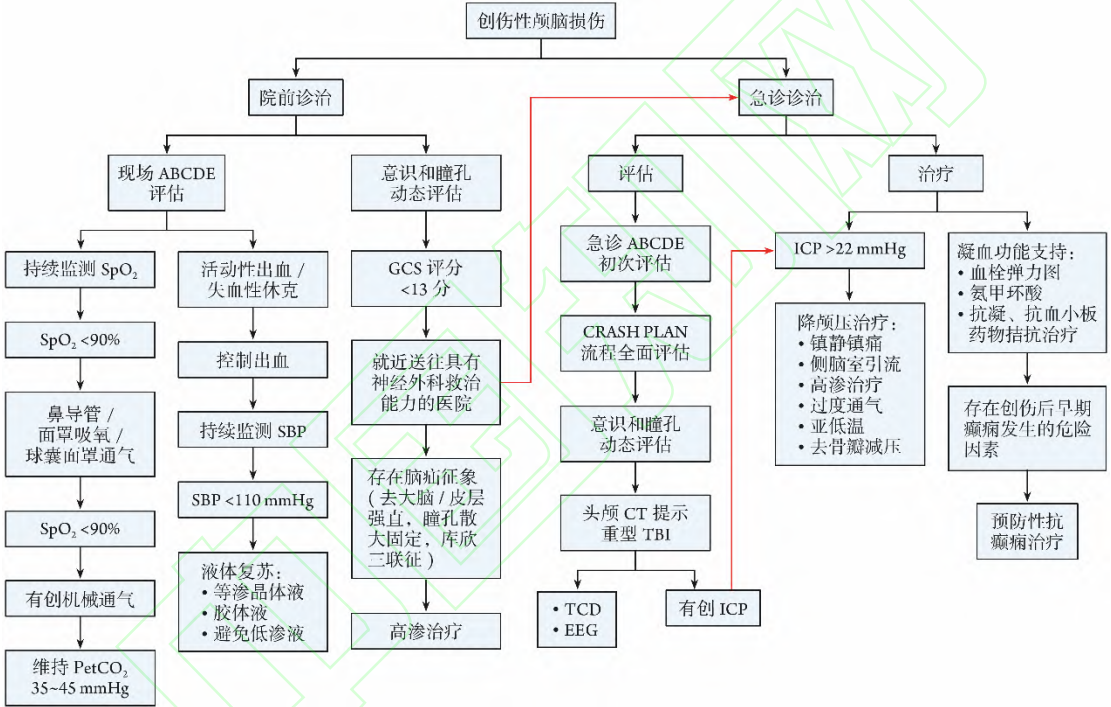 创伤性颅脑损伤
院前诊治
急诊诊治
现场 ABCDE
评估
意识和瞳孔
动态评估
评估
治疗
持续监测 SpO₂
SpO₂ <90%
鼻导管 /
面罩吸氧 /
球囊面罩通气
SpO₂ <90%
有创机械通气
维持 PetCO₂
35~45 mmHg
活动性出血 /
失血性休克
控制出血
持续监测 SBP
SBP <110 mmHg
液体复苏：
• 等渗晶体液
• 胶体液
• 避免低渗液
GCS 评分
<13 分
就近送往具有
神经外科救治
能力的医院
存在脑疝征象
（去大脑 / 皮层
强直，瞳孔散
大固定，库欣
三联征）
高渗治疗
急诊 ABCDE
初次评估
CRASH PLAN
流程全面评估
意识和瞳孔
动态评估
头颅 CT 提示
重型 TBI
• TCD
• EEG
有创 ICP
ICP >22 mmHg
降颅压治疗：
• 镇静镇痛
• 侧脑室引流
• 高渗治疗
• 过度通气
• 亚低温
• 去骨瓣减压
凝血功能支持：
• 血栓弹力图
• 氨甲环酸
• 抗凝、抗血小板
药物拮抗治疗
存在创伤后早期
癫痫发生的危险
因素
预防性抗
癫痫治疗